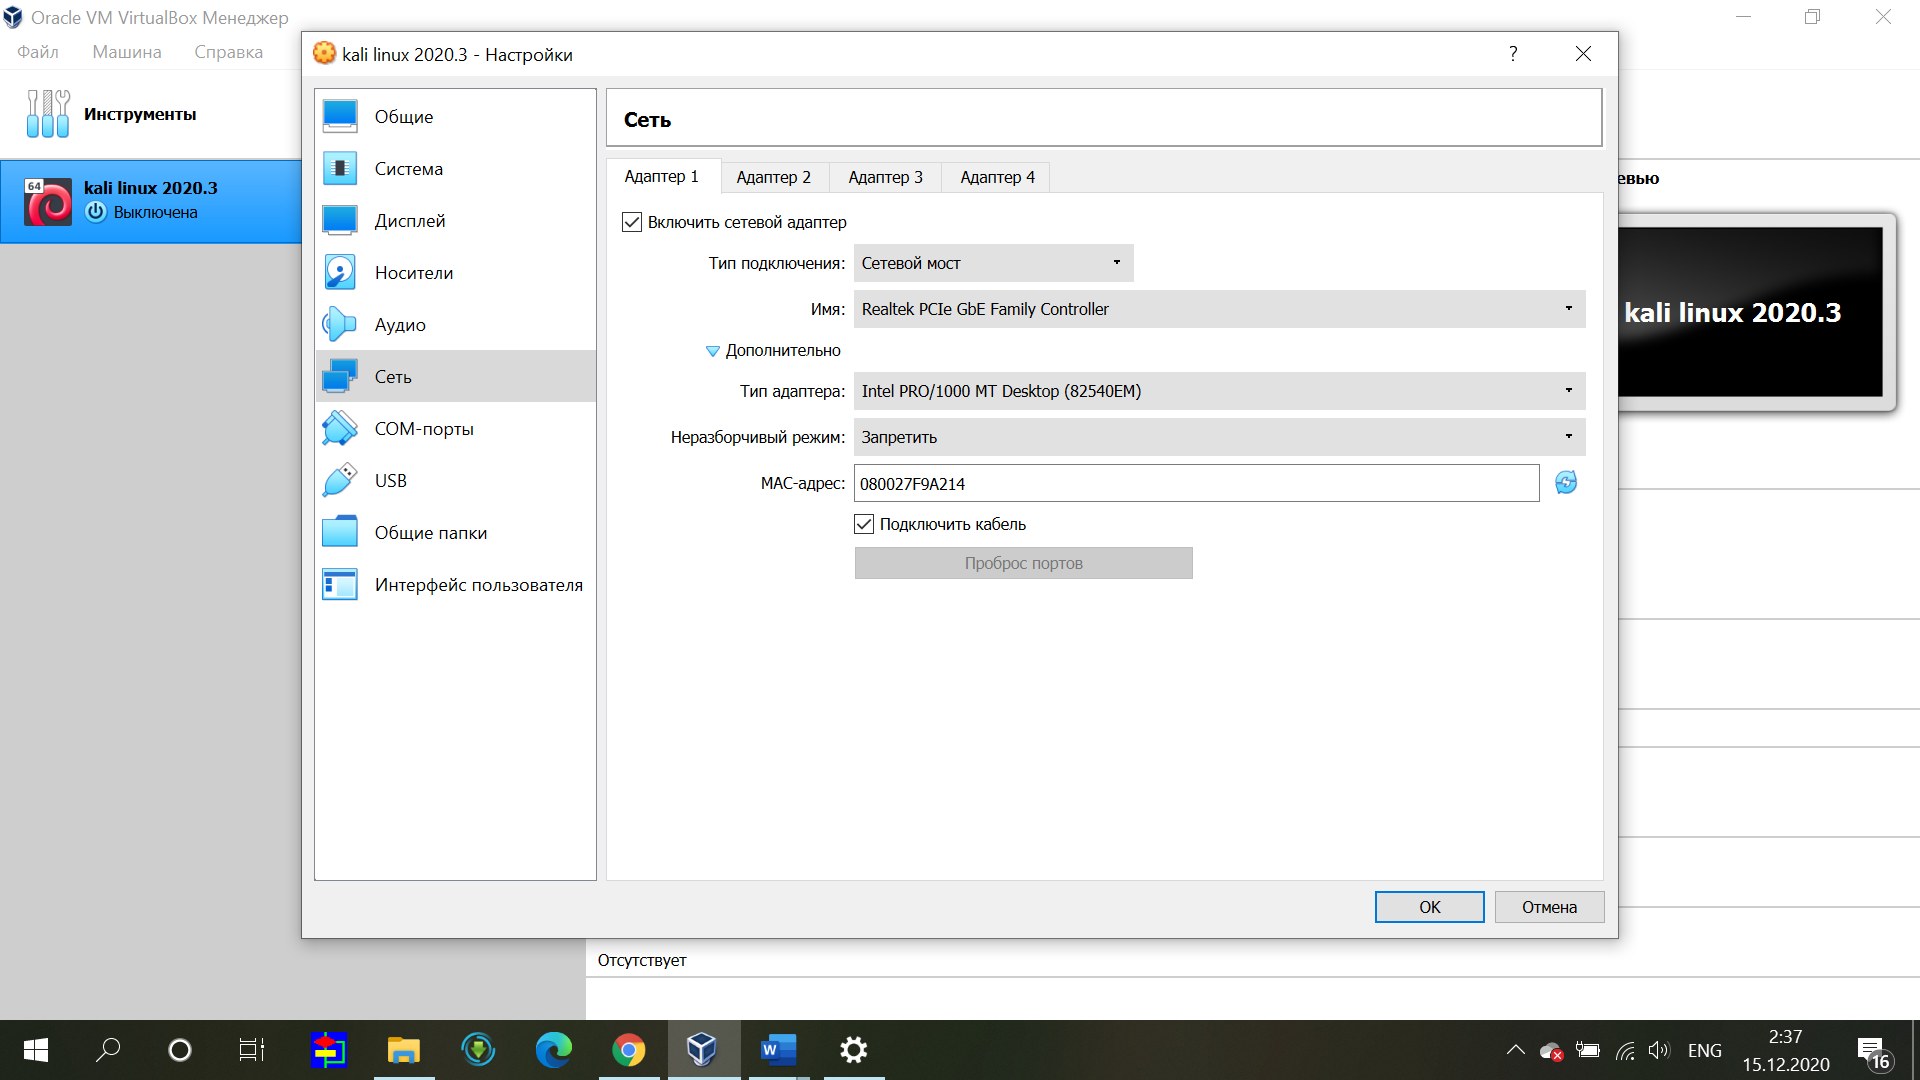 Oracle VM VirtualBox Менеджер
Файл Машина Справка
Инструменты
64
kali linux 2020.3
Выключена
kali linux 2020.3 - Настройки
?
Общие
Система
Дисплей
Носители
Аудио
Сеть
COM-порты
USB
Общие папки
Интерфейс пользователя
Сеть
Адаптер 1 Адаптер 2 Адаптер 3 Адаптер 4
Включить сетевой адаптер
Тип подключения: Сетевой мост
Имя: Realtek PCIe GbE Family Controller
Дополнительно
Тип адаптера: Intel PRO/1000 MT Desktop (82540EM)
Неразборчивый режим: Запретить
MAC-адрес: 080027F9A214
Подключить кабель
Проброс портов
OK Отмена
евью
kali linux 2020.3
Отсутствует
W
ENG
2:37
15.12.2020
16